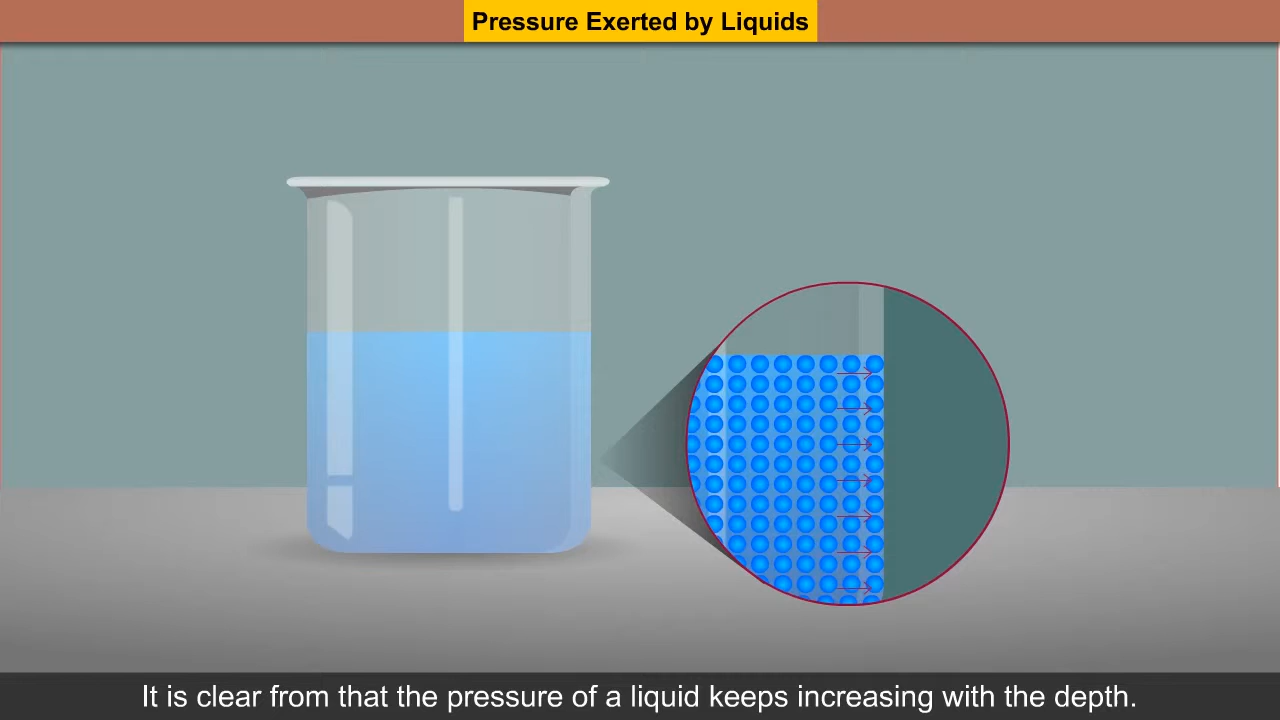 Pressure Exerted by Liquids
It is clear from that the pressure of a liquid keeps increasing with the depth.